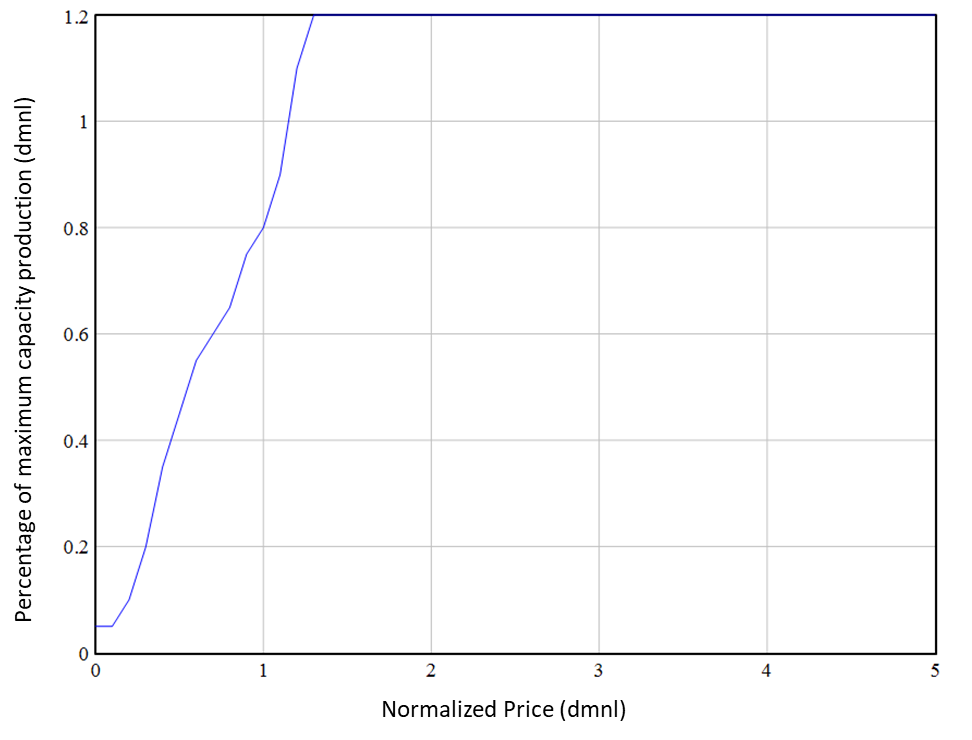 Percentage of maximum capacity production (dmnl)
1.2
1
0.8
0.6
0.4
0.2
0
0 1 2 3 4 5
Normalized Price (dmnl)